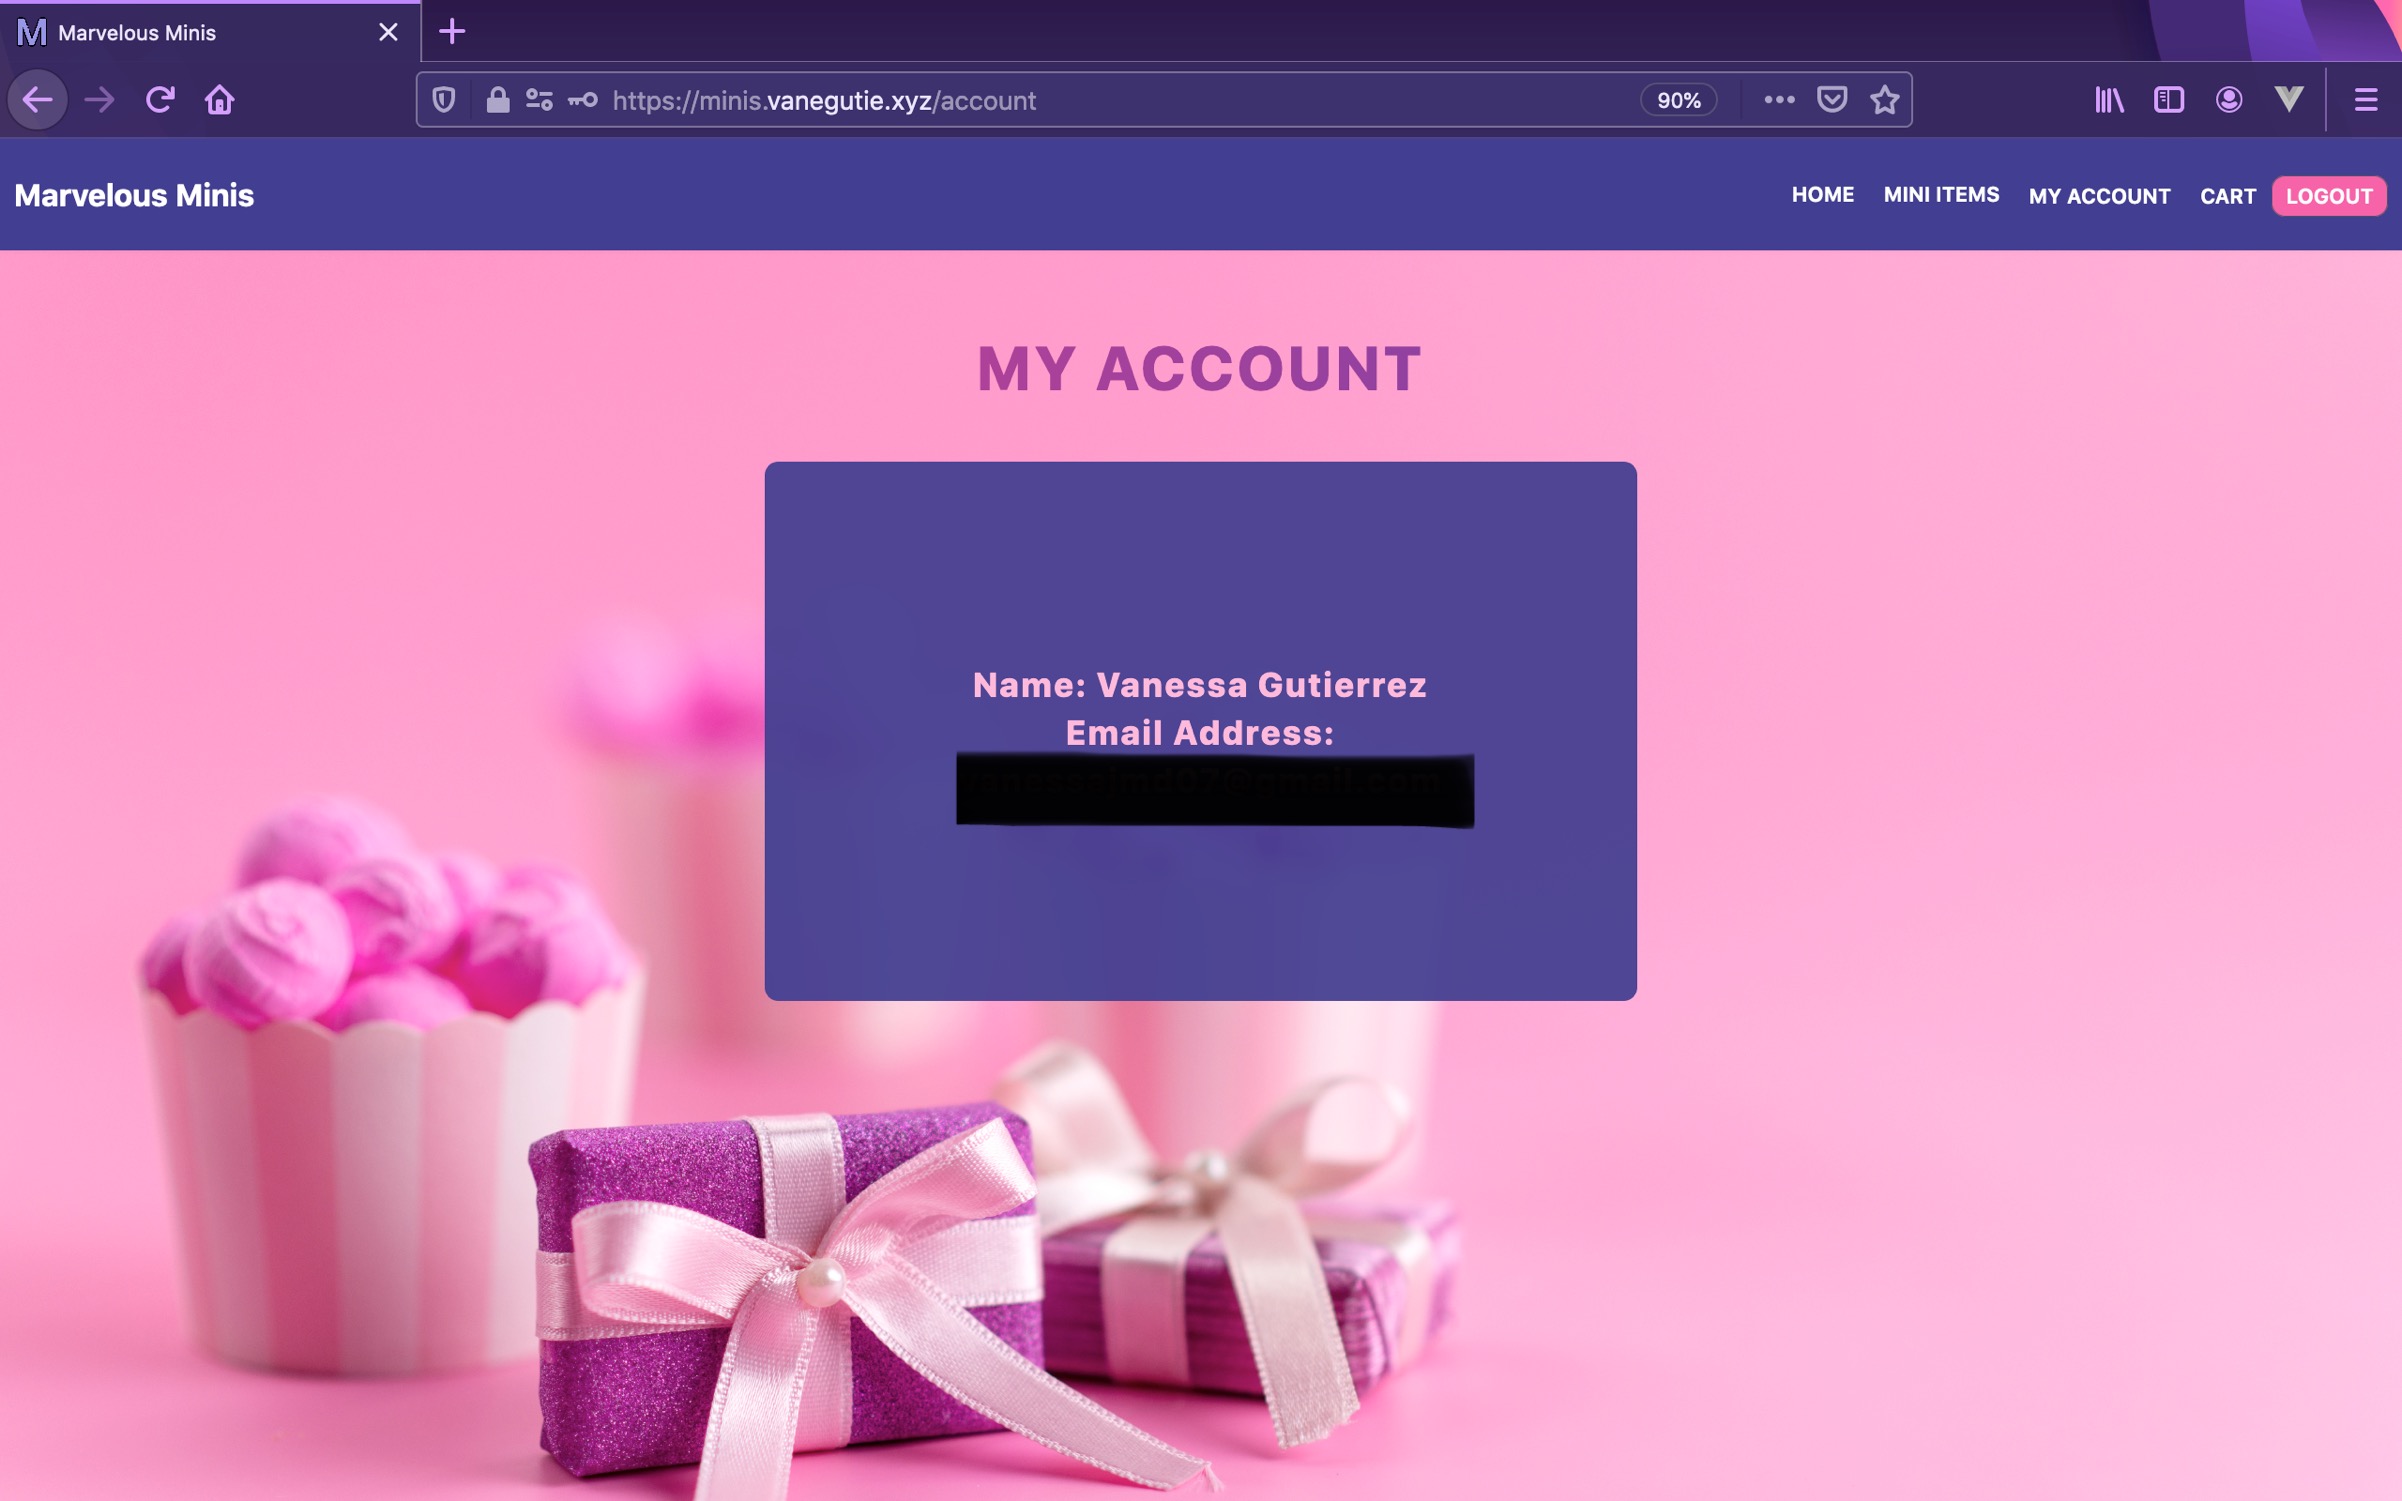 Marvelous Minis
https://minis.vanegutie.xyz/account
90%
Marvelous Minis
HOME MINI ITEMS MY ACCOUNT CART LOGOUT
MY ACCOUNT
Name: Vanessa Gutierrez
Email Address: